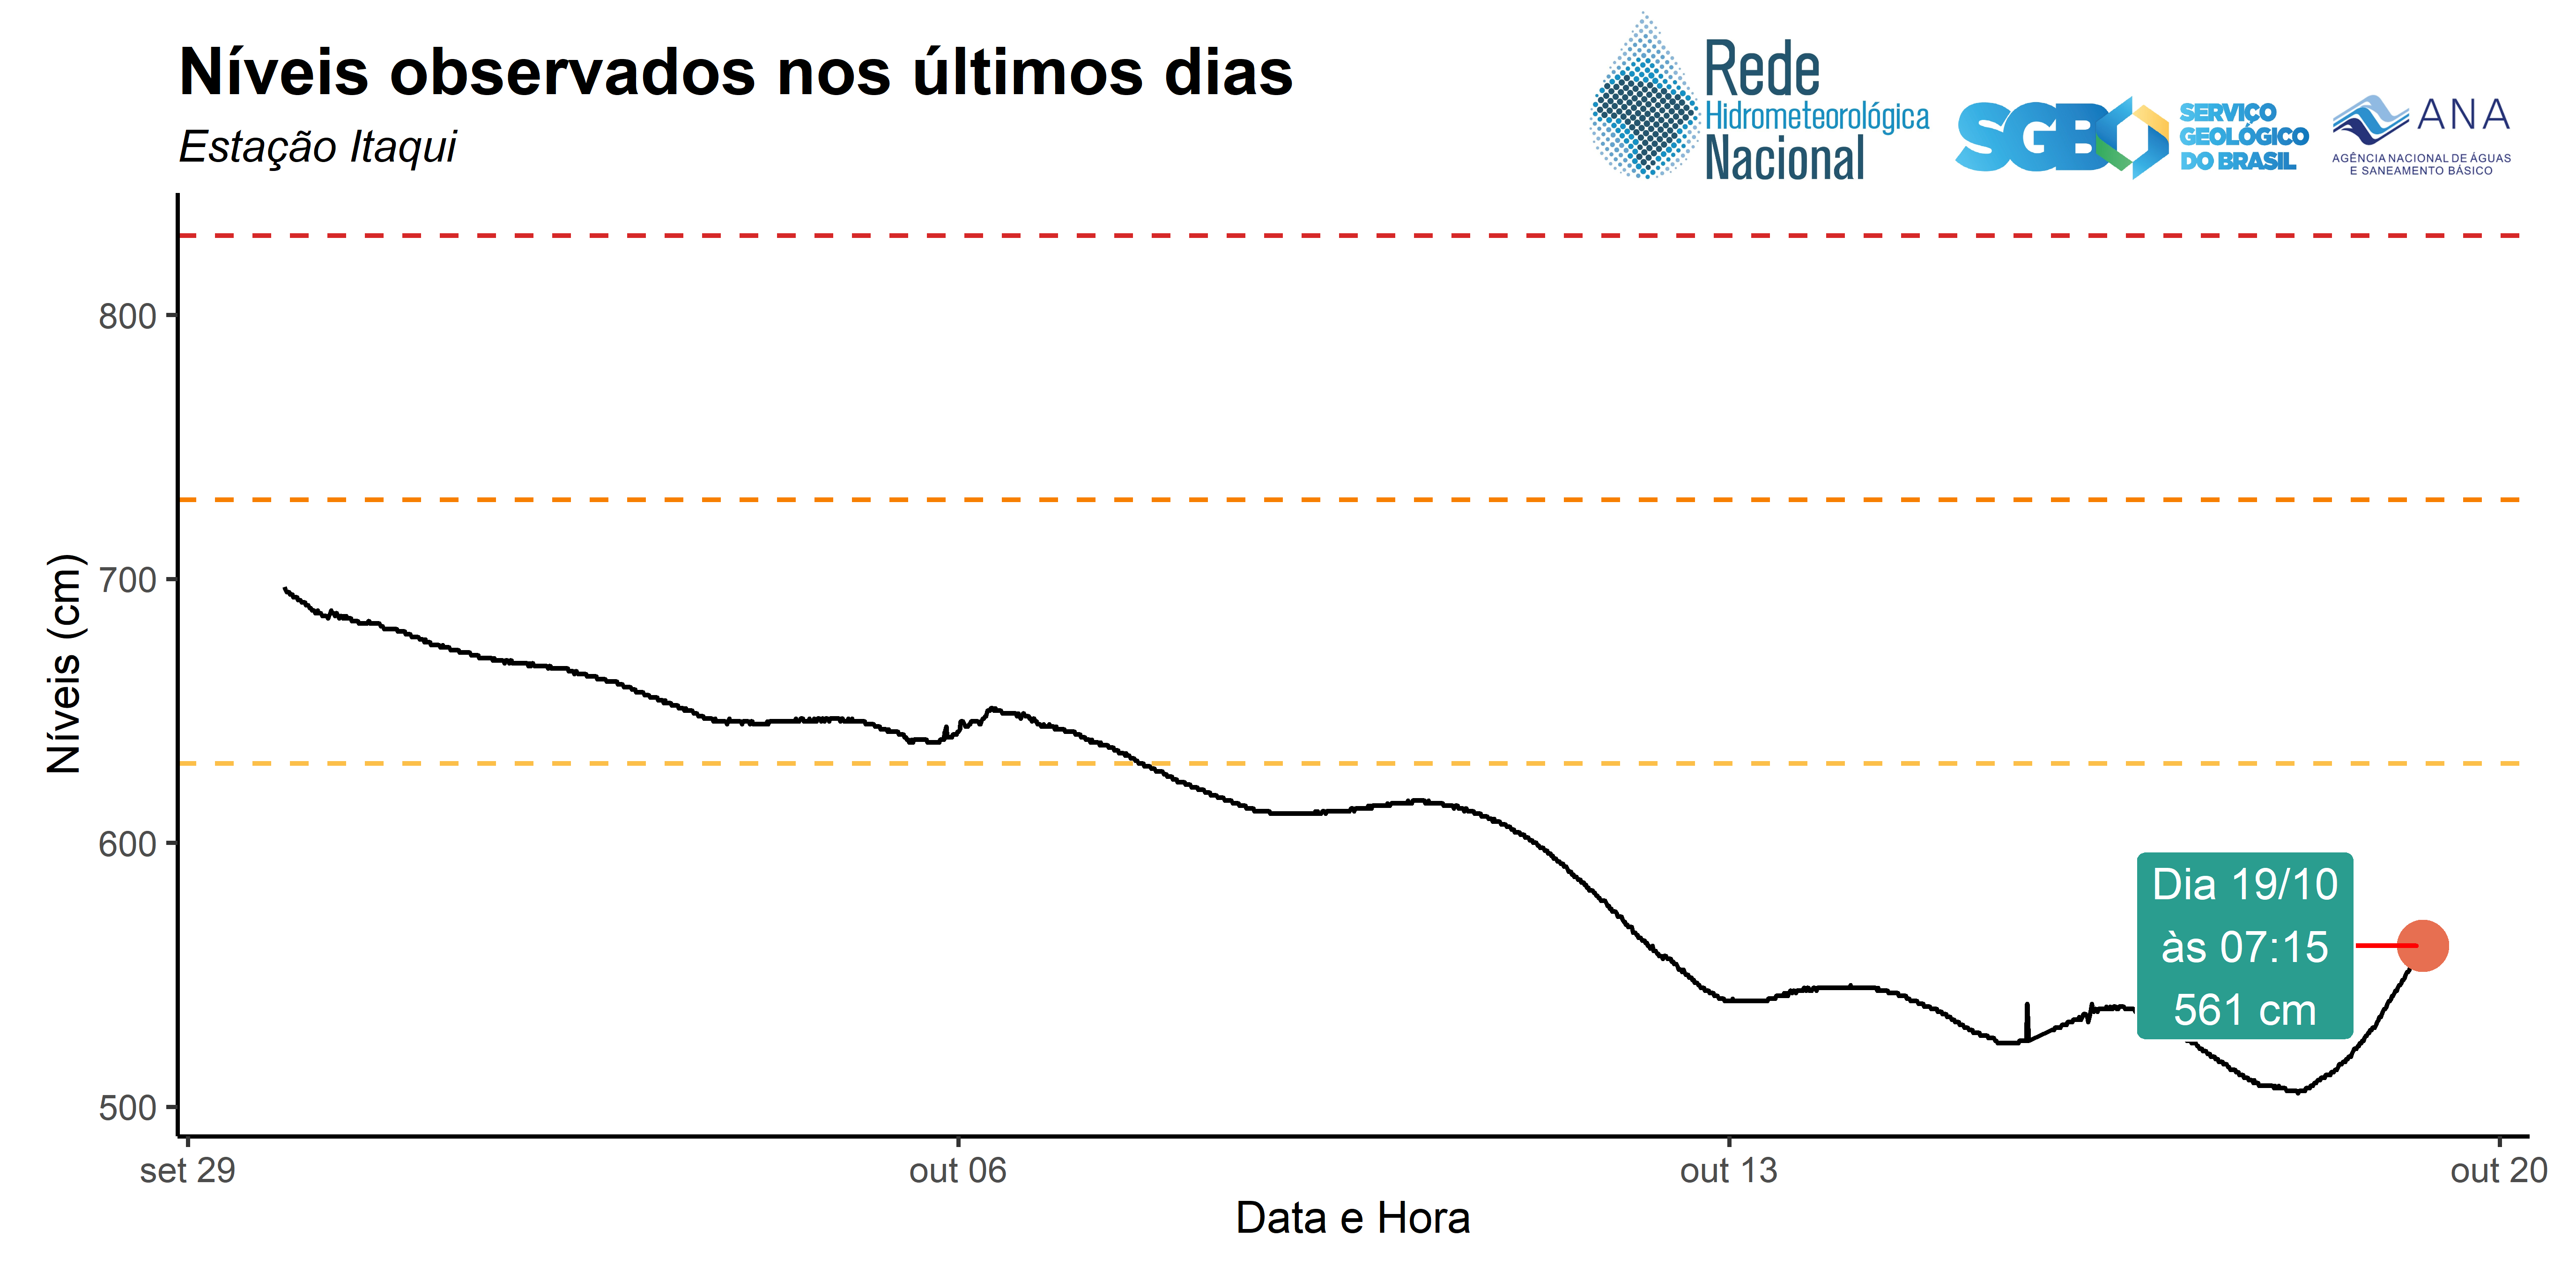 Níveis observados nos últimos dias
Estação Itaqui
Rede
Hidrometeorológica
Nacional
SGB
SERVIÇO
GEOLÓGICO
DO BRASIL
ANA
AGÊNCIA NACIONAL DE ÁGUAS
E SANEAMENTO BÁSICO
Níveis (cm)
800
700
600
500
Dia 19/10
às 07:15
561 cm
set 29
out 06
out 13
out 20
Data e Hora